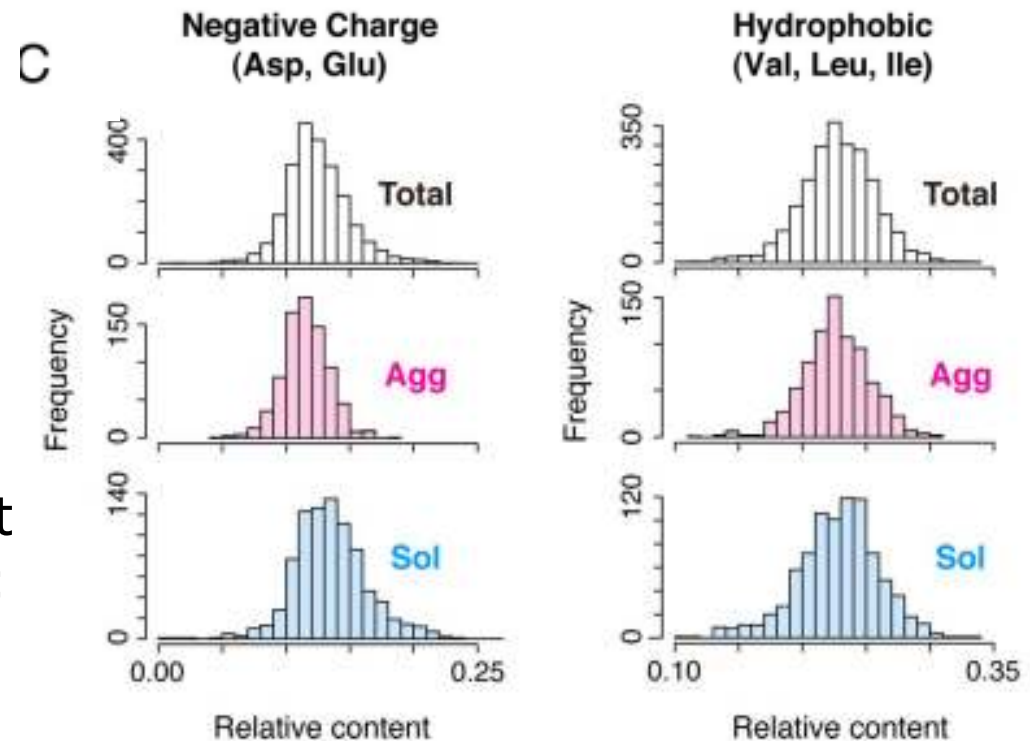 C
Negative Charge
(Asp, Glu)
400
0
Total
150
0
Agg
140
0
Sol
Frequency
0.00
0.25
Relative content
Hydrophobic
(Val, Leu, Ile)
350
0
Total
150
0
Agg
120
0
Sol
Frequency
0.10
0.35
Relative content
t